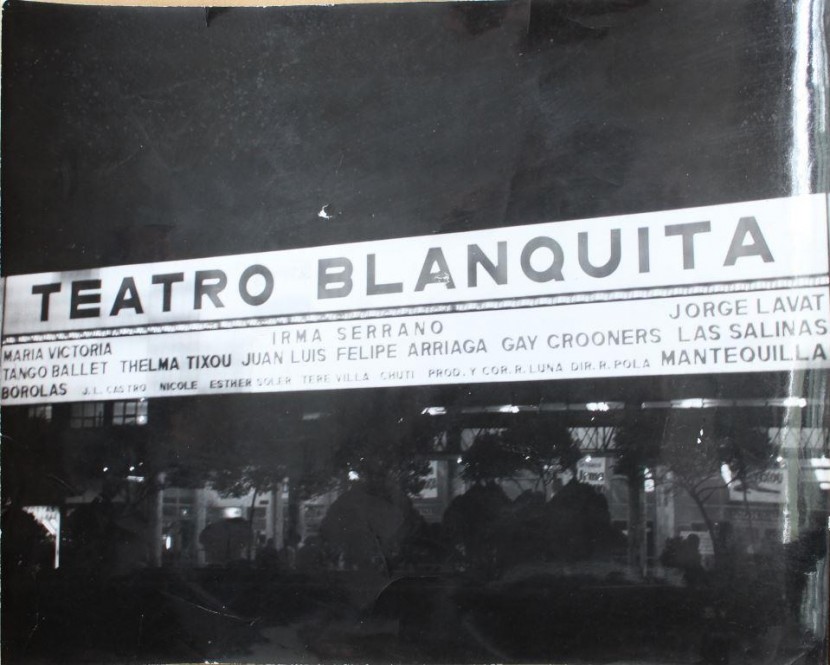 TEATRO BLANQUITA
MARIA VICTORIA IRMA SERRANO JORGE LAVAT
TANGO BALLET THELMA TIXOU JUAN LUIS FELIPE ARRIAGA GAY CROONERS LAS SALINAS
BOROLAS J.L. CASTRO NICOLE ESTHER SOLER TERE VILLA CHUTI PROD. Y COR. R. LUNA DIR. R. POLA MANTEQUILLA